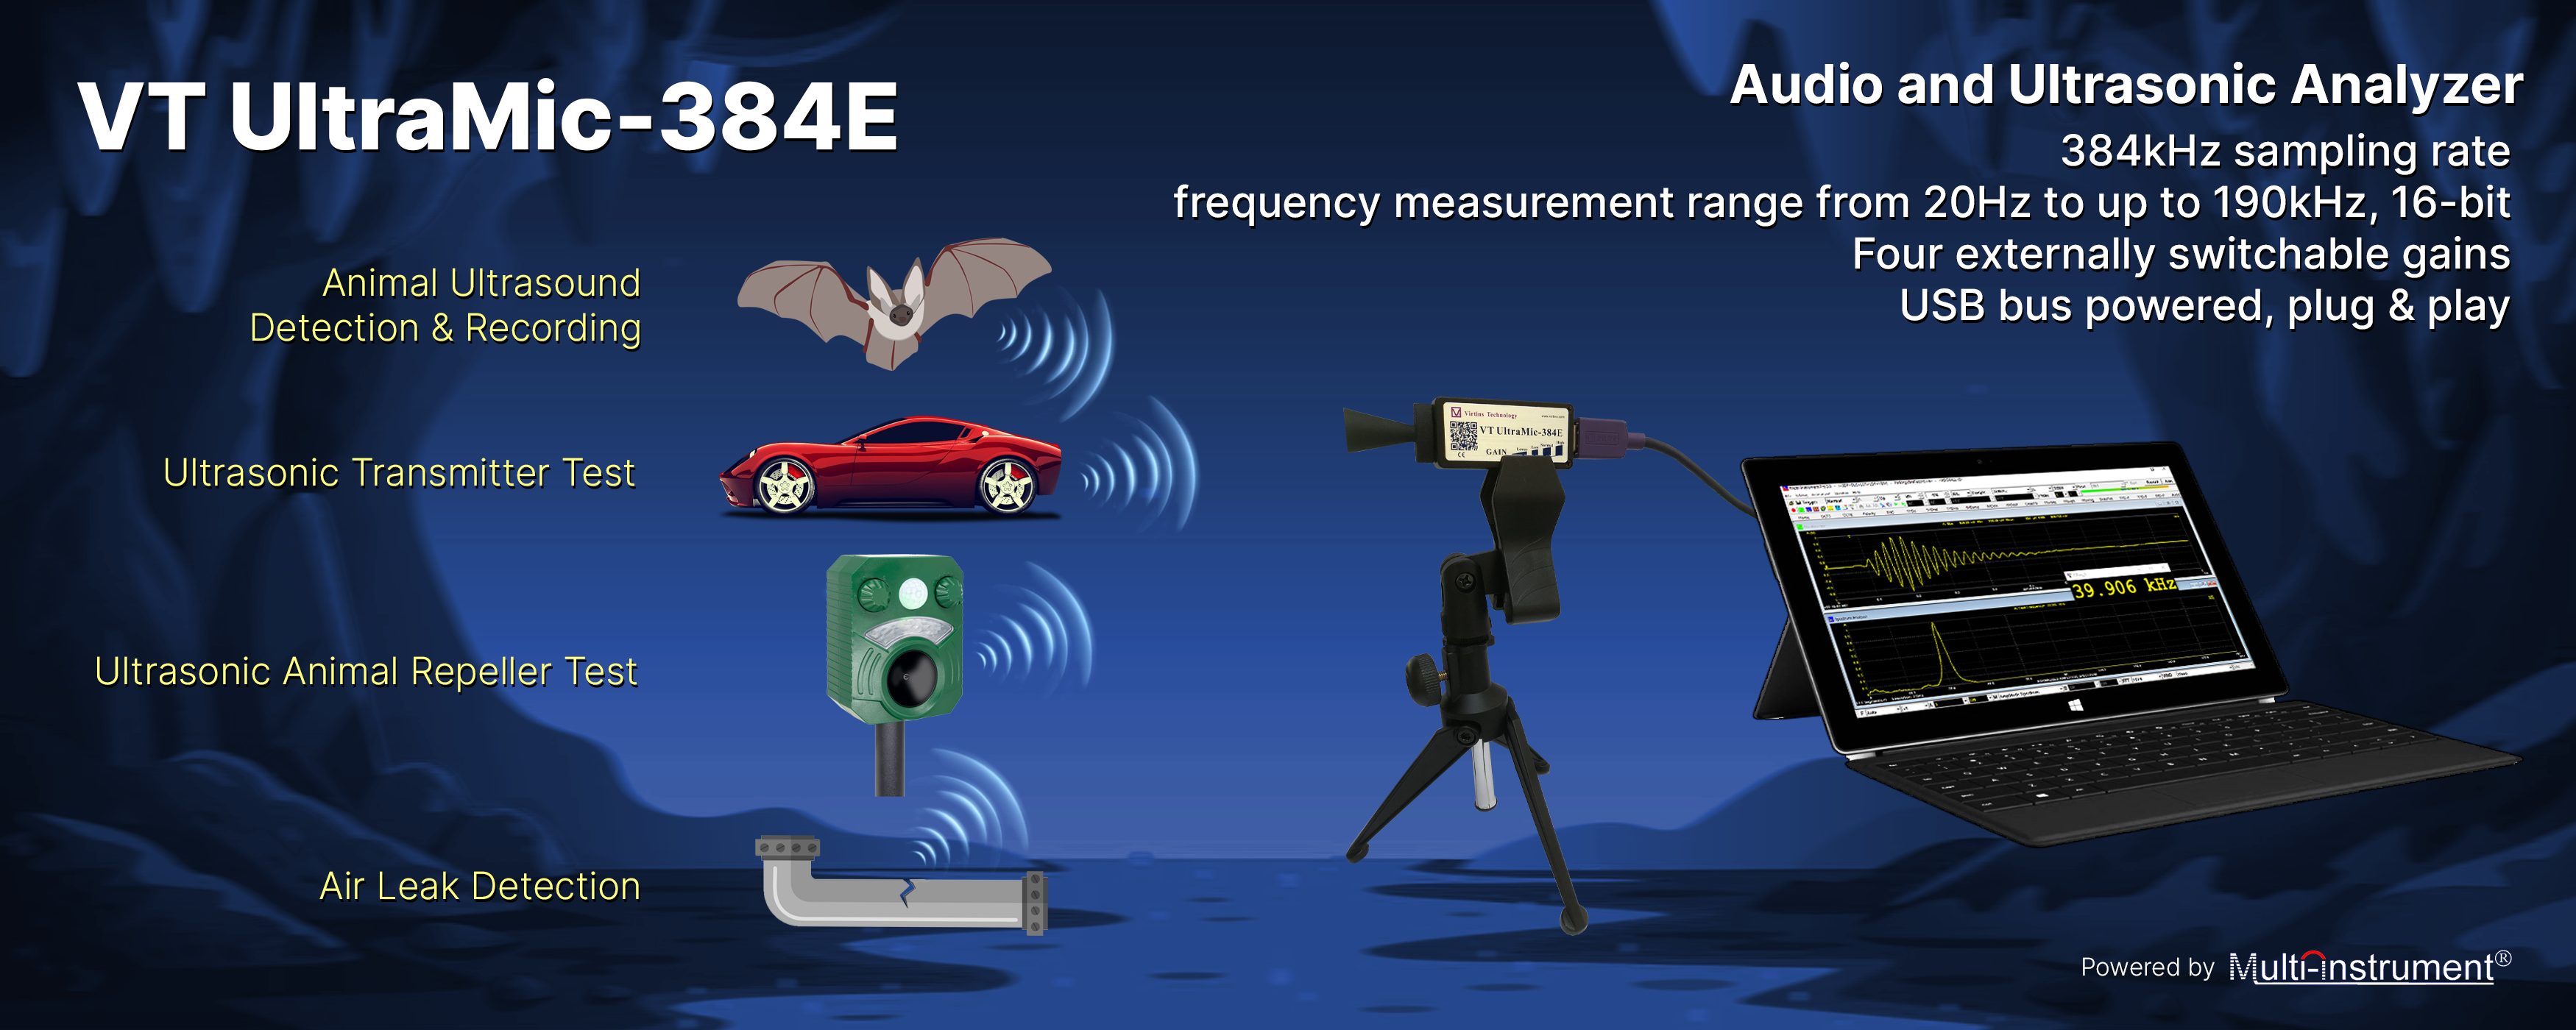 VT UltraMic-384E
Audio and Ultrasonic Analyzer
384kHz sampling rate
frequency measurement range from 20Hz to up to 190kHz, 16-bit
Four externally switchable gains
USB bus powered, plug & play
Animal Ultrasound
Detection & Recording
Ultrasonic Transmitter Test
Ultrasonic Animal Repeller Test
Air Leak Detection
Virtins Technology
VT UltraMic-384E
GAIN
39.906 kHz
Powered by Multi-instrument®